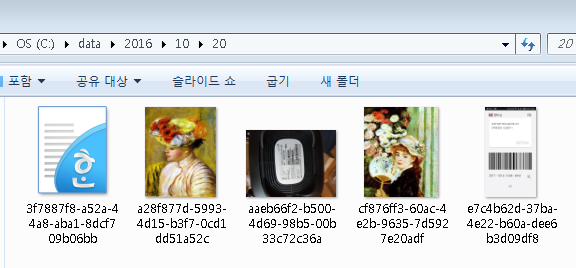 OS (C:) ▸ data ▸ 2016 ▸ 10 ▸ 20
20
포함 ▼ 공유 대상 ▼ 슬라이드 쇼 굽기 새 폴더
한
3f7887f8-a52a-4
4a8-aba1-8dcf7
09b06bb
a28f877d-5993-
4d15-b3f7-0cd1
dd51a52c
aaeb66f2-b500-
4d69-98b5-00b
33c72c36a
cf876ff3-60ac-4
e2b-9635-7d592
7e20adf
e7c4b62d-37ba-
4e22-b60a-dee6
b3d09df8